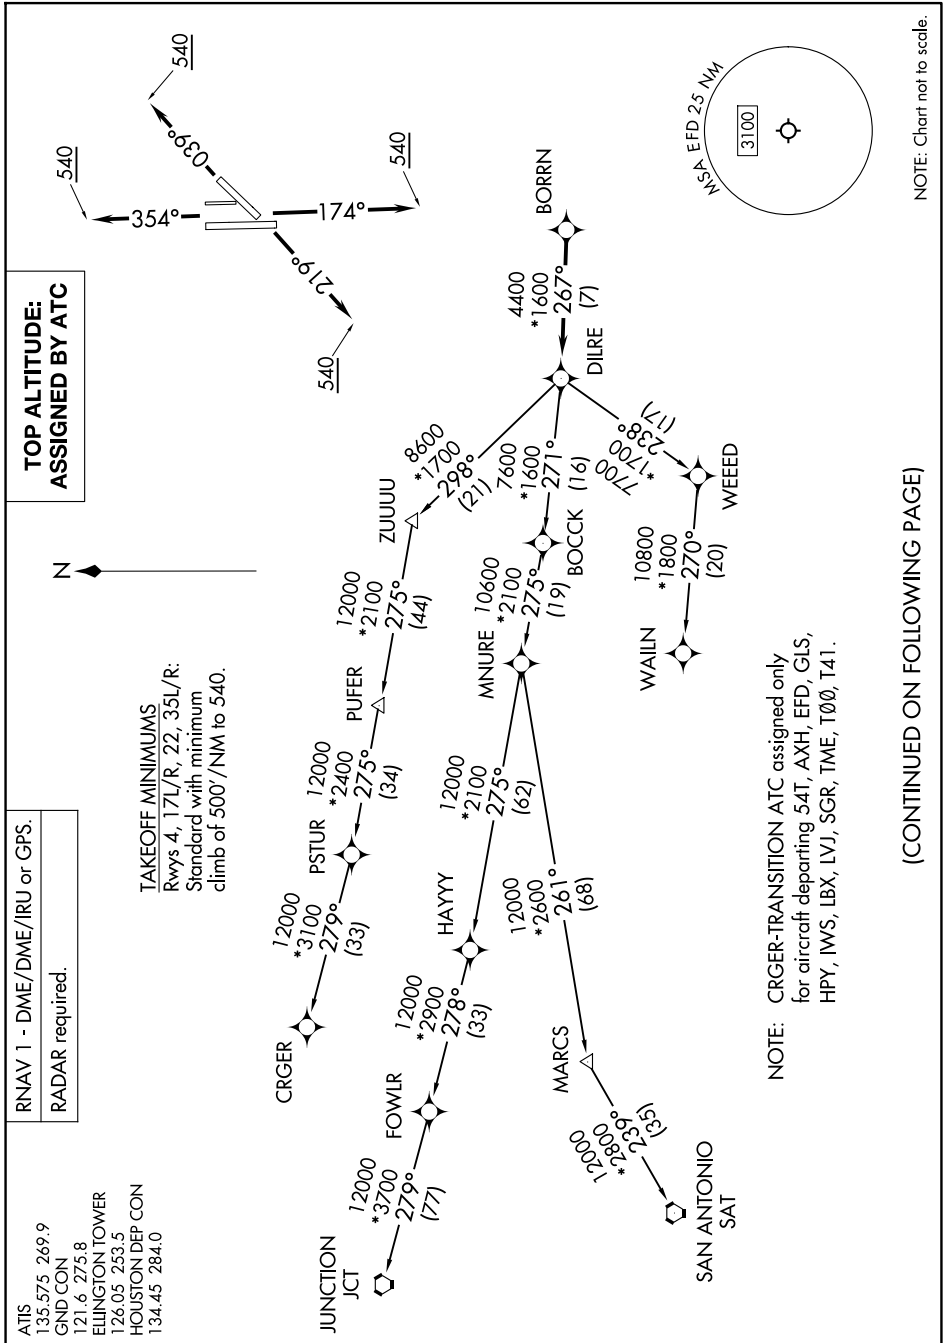 ATIS
135.575 269.9
GND CON
121.6 275.8
ELLINGTON TOWER
126.05 253.5
HOUSTON DEP CON
134.45 284.0
RNAV 1 - DME/DME/IRU or GPS.
RADAR required.
TOP ALTITUDE:
ASSIGNED BY ATC
TAKEOFF MINIMUMS
Rwys 4, 17L/R, 22, 35L/R:
Standard with minimum
climb of 500'/NM to 540.
N
540
354°
540
039°
174°
540
219°
540
CRGER
12000
*3100
279°
(33)
PSTUR
12000
*2400
275°
(34)
PUFER
12000
*2100
275°
(44)
ZUUUU
8600
*1700
298°
(21)
JUNCTION
JCT
12000
*3700
279°
(77)
FOWLR
12000
*2900
278°
(33)
HAYYY
12000
*2100
275°
(62)
MNURE
10600
*2100
275°
(19)
BOCCK
7600
*1600
271°
(16)
DILRE
4400
*1600
267°
(7)
BORRN
SAN ANTONIO
SAT
12000
*2800
239°
(35)
MARCS
12000
*2600
261°
(68)
WAILN
10800
*1800
270°
(20)
WEEED
7700
*1700
238°
(17)
MSA EFD 25 NM
3100
NOTE: CRGER-TRANSITION ATC assigned only
for aircraft departing 54T, AXH, EFD, GLS,
HPY, IWS, LBX, LVJ, SGR, TME, TØØ, T41.
(CONTINUED ON FOLLOWING PAGE)
NOTE: Chart not to scale.